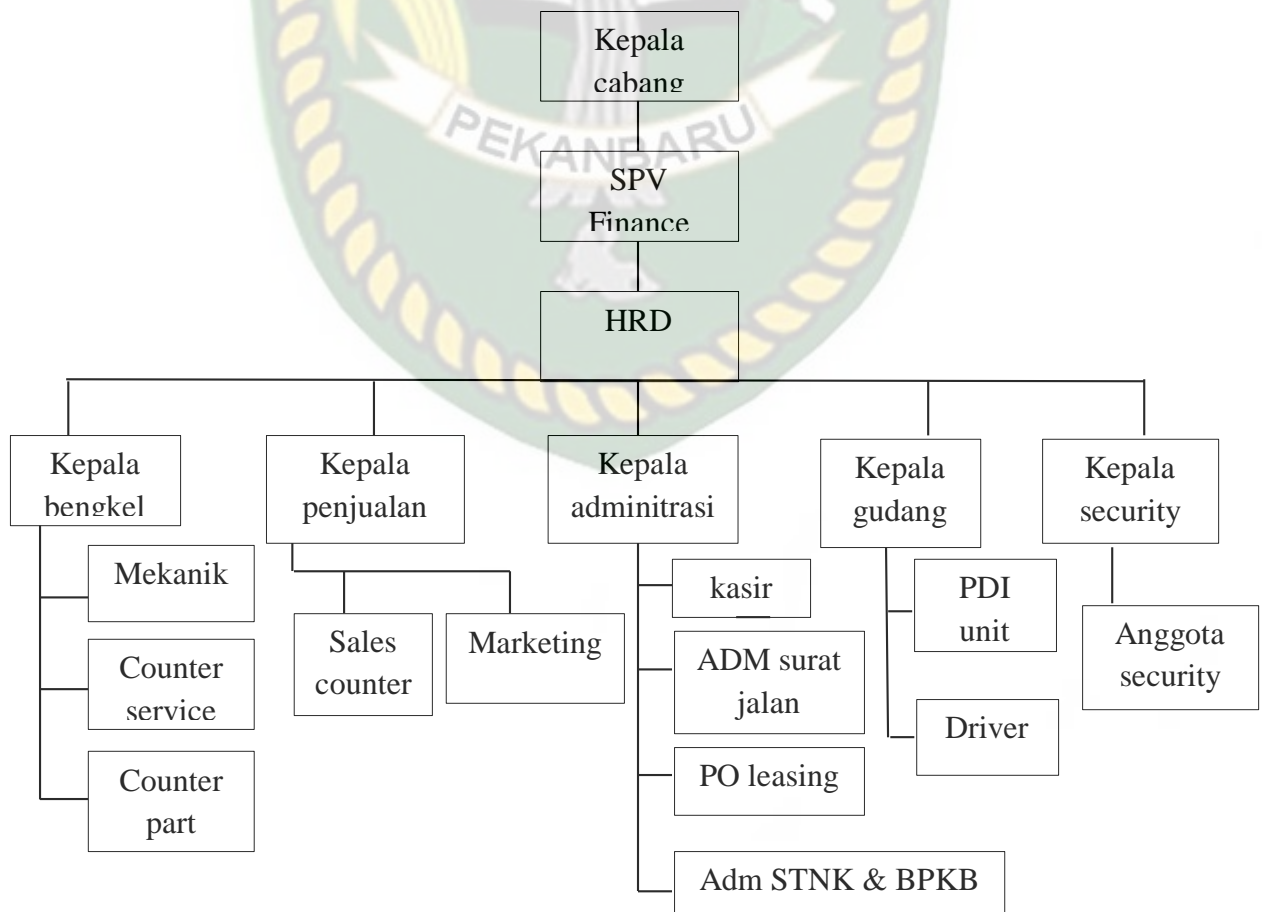 Kepala
cabang
PEKANBARU
SPV
Finance
HRD
Kepala
bengkel
Kepala
penjualan
Kepala
adminitrasi
Kepala
gudang
Kepala
security
Mekanik
Counter
service
Counter
part
Sales
counter
Marketing
kasir
ADM surat
jalan
PO leasing
Adm STNK & BPKB
PDI
unit
Driver
Anggota
security